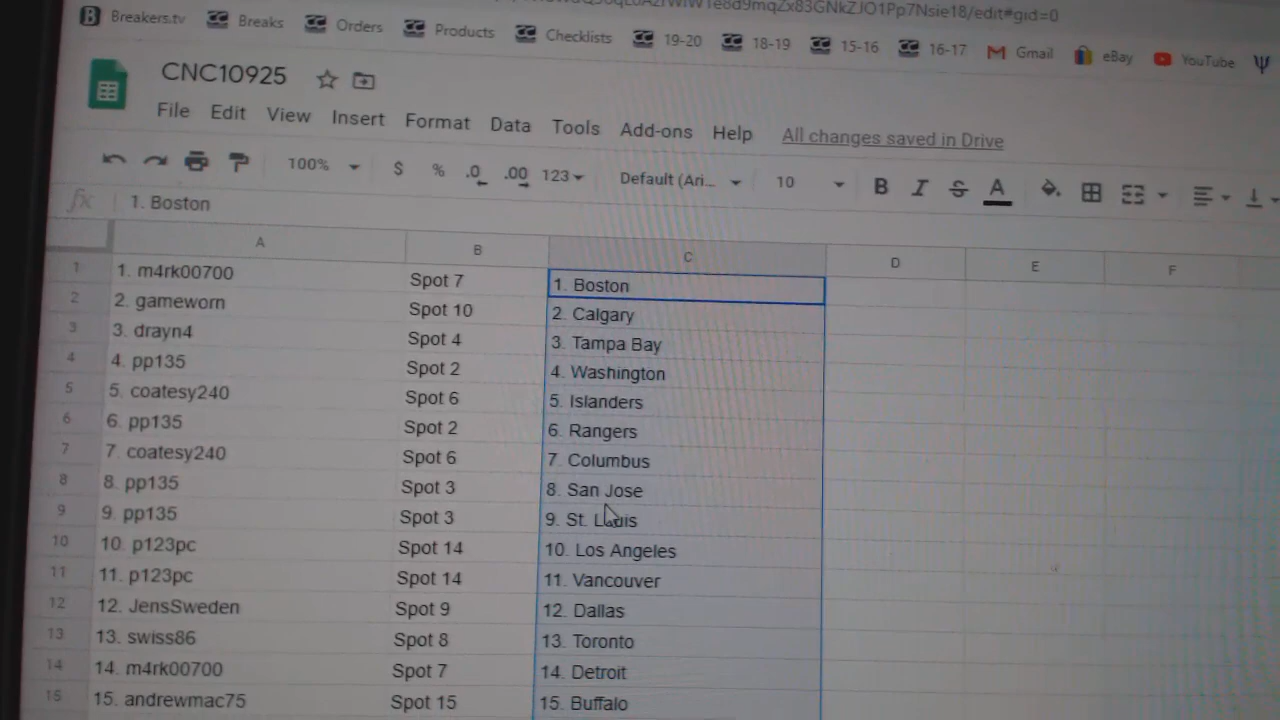 /edit#gid=0
Breakers.tv Breaks Orders Products Checklists 19-20 18-19 15-16 16-17 Gmail eBay YouTube
CNC10925
File Edit View Insert Format Data Tools Add-ons Help All changes saved in Drive
100% $ % .0 .00 123 Default (Ari... 10 B I S A
fx 1. Boston
A B C D E F
1 1. m4rk00700 Spot 7 1. Boston
2 2. gameworn Spot 10 2. Calgary
3 3. drayn4 Spot 4 3. Tampa Bay
4 4. pp135 Spot 2 4. Washington
5 5. coatesy240 Spot 6 5. Islanders
6 6. pp135 Spot 2 6. Rangers
7 7. coatesy240 Spot 6 7. Columbus
8 8. pp135 Spot 3 8. San Jose
9 9. pp135 Spot 3 9. St. Louis
10 10. p123pc Spot 14 10. Los Angeles
11 11. p123pc Spot 14 11. Vancouver
12 12. JensSweden Spot 9 12. Dallas
13 13. swiss86 Spot 8 13. Toronto
14 14. m4rk00700 Spot 7 14. Detroit
15 15. andrewmac75 Spot 15 15. Buffalo